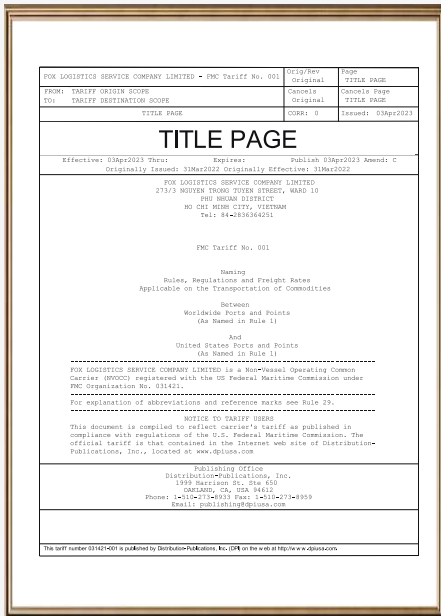 FOX LOGISTICS SERVICE COMPANY LIMITED - FMC Tariff No. 001
Orig/Rev
Original
Page
TITLE PAGE
FROM: TARIFF ORIGIN SCOPE
TO: TARIFF DESTINATION SCOPE
Cancels
Original
Cancels Page
TITLE PAGE
TITLE PAGE
CORR: 0
Issued: 03Apr2023
TITLE PAGE
Effective: 03Apr2023 Thru: Expires: Publish 03Apr2023 Amend: C
Originally Issued: 31Mar2022 Originally Effective: 31Mar2022
FOX LOGISTICS SERVICE COMPANY LIMITED
273/3 NGUYEN TRONG TUYEN STREET, WARD 10
PHU NHUAN DISTRICT
HO CHI MINH CITY, VIETNAM
Tel: 84-2836364251
FMC Tariff No. 001
Naming
Rules, Regulations and Freight Rates
Applicable on the Transportation of Commodities
Between
Worldwide Ports and Points
(As Named in Rule 1)
And
United States Ports and Points
(As Named in Rule 1)
FOX LOGISTICS SERVICE COMPANY LIMITED is a Non-Vessel Operating Common
Carrier (NVOCC) registered with the US Federal Maritime Commission under
FMC Organization No. 031421.
For explanation of abbreviations and reference marks see Rule 29.
NOTICE TO TARIFF USERS
This document is compiled to reflect carrier's tariff as published in
compliance with regulations of the U.S. Federal Maritime Commission. The
official tariff is that contained in the Internet web site of Distribution-
Publications, Inc., located at www.dpiusa.com
Publishing Office
Distribution-Publications, Inc.
1999 Harrison St. Ste 650
OAKLAND, CA, USA 94612
Phone: 1-510-273-8933 Fax: 1-510-273-8959
Email: publishing@dpiusa.com
This tariff number 031421-001 is published by Distribution-Publications, Inc. (DPI) on the web at http://www.dpiusa.com.